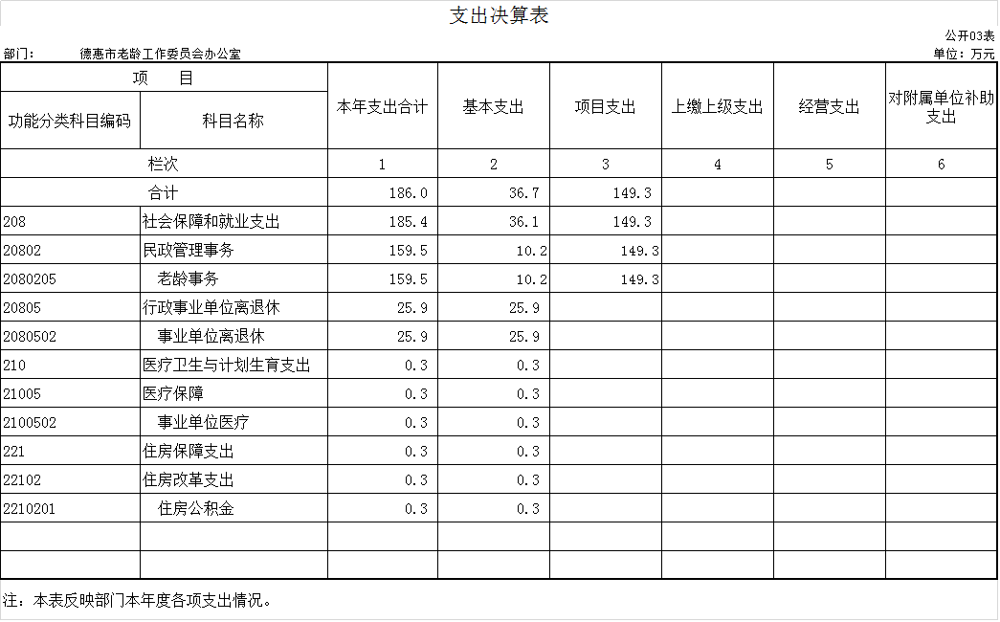 支出决算表
公开03表
部门： 德惠市老龄工作委员会办公室 单位：万元
项 目 本年支出合计 基本支出 项目支出 上缴上级支出 经营支出 对附属单位补助支出
功能分类科目编码 科目名称
栏次 1 2 3 4 5 6
合计 186.0 36.7 149.3
208 社会保障和就业支出 185.4 36.1 149.3
20802 民政管理事务 159.5 10.2 149.3
2080205 老龄事务 159.5 10.2 149.3
20805 行政事业单位离退休 25.9 25.9
2080502 事业单位离退休 25.9 25.9
210 医疗卫生与计划生育支出 0.3 0.3
21005 医疗保障 0.3 0.3
2100502 事业单位医疗 0.3 0.3
221 住房保障支出 0.3 0.3
22102 住房改革支出 0.3 0.3
2210201 住房公积金 0.3 0.3
注：本表反映部门本年度各项支出情况。